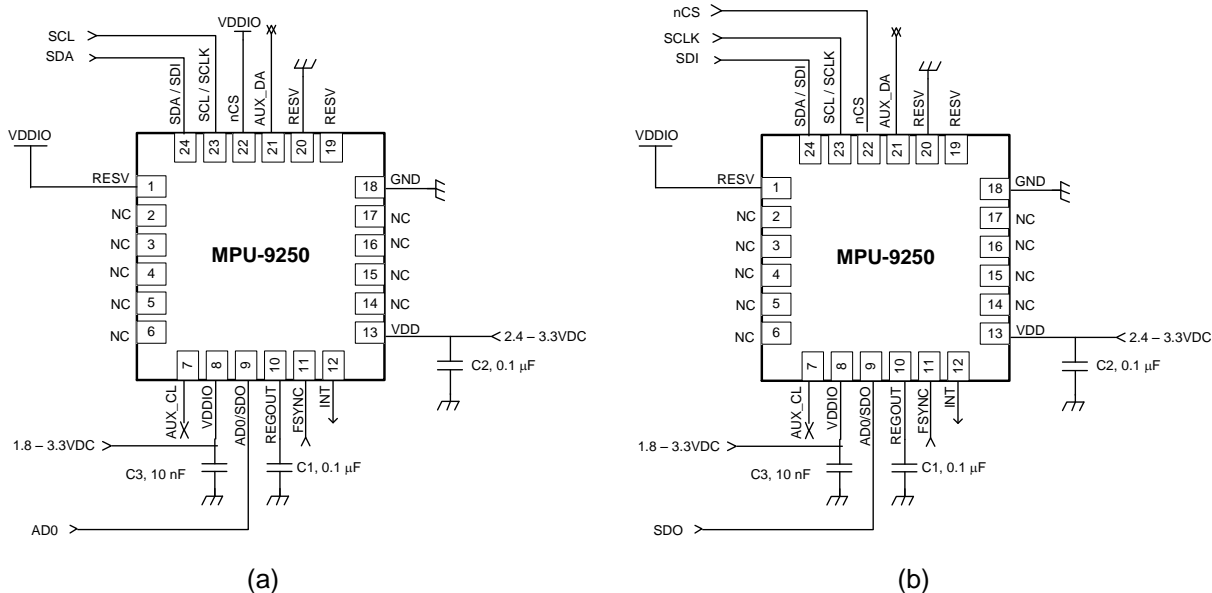 VDDIO
SCL
SDA
SDA / SDI
SCL / SCLK
nCS
AUX_DA
RESV
RESV
24
23
22
21
20
19
VDDIO
RESV
1
18
GND
NC
2
17
NC
NC
3
16
NC
MPU-9250
NC
4
15
NC
NC
5
14
NC
NC
6
13
VDD
2.4 – 3.3VDC
C2, 0.1 μF
7
8
9
10
11
12
AUX_CL
VDDIO
AD0/SDO
REGOUT
FSYNC
INT
1.8 – 3.3VDC
C3, 10 nF
C1, 0.1 μF
AD0
(a)
nCS
SCLK
SDI
SDA / SDI
SCL / SCLK
nCS
AUX_DA
RESV
RESV
24
23
22
21
20
19
VDDIO
RESV
1
18
GND
NC
2
17
NC
NC
3
16
NC
MPU-9250
NC
4
15
NC
NC
5
14
NC
NC
6
13
VDD
2.4 – 3.3VDC
C2, 0.1 μF
7
8
9
10
11
12
AUX_CL
VDDIO
AD0/SDO
REGOUT
FSYNC
INT
1.8 – 3.3VDC
C3, 10 nF
C1, 0.1 μF
SDO
(b)